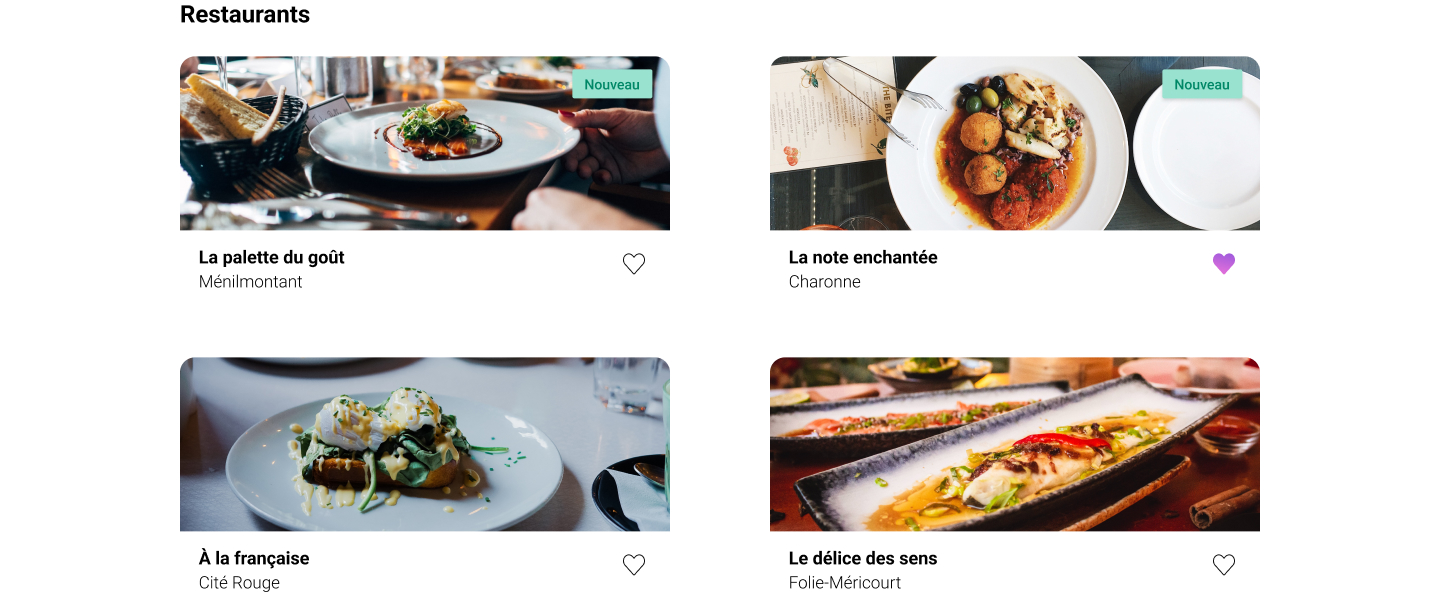 Restaurants
Nouveau
Nouveau
La palette du goût
Ménilmontant
La note enchantée
Charonne
À la française
Cité Rouge
Le délice des sens
Folie-Méricourt